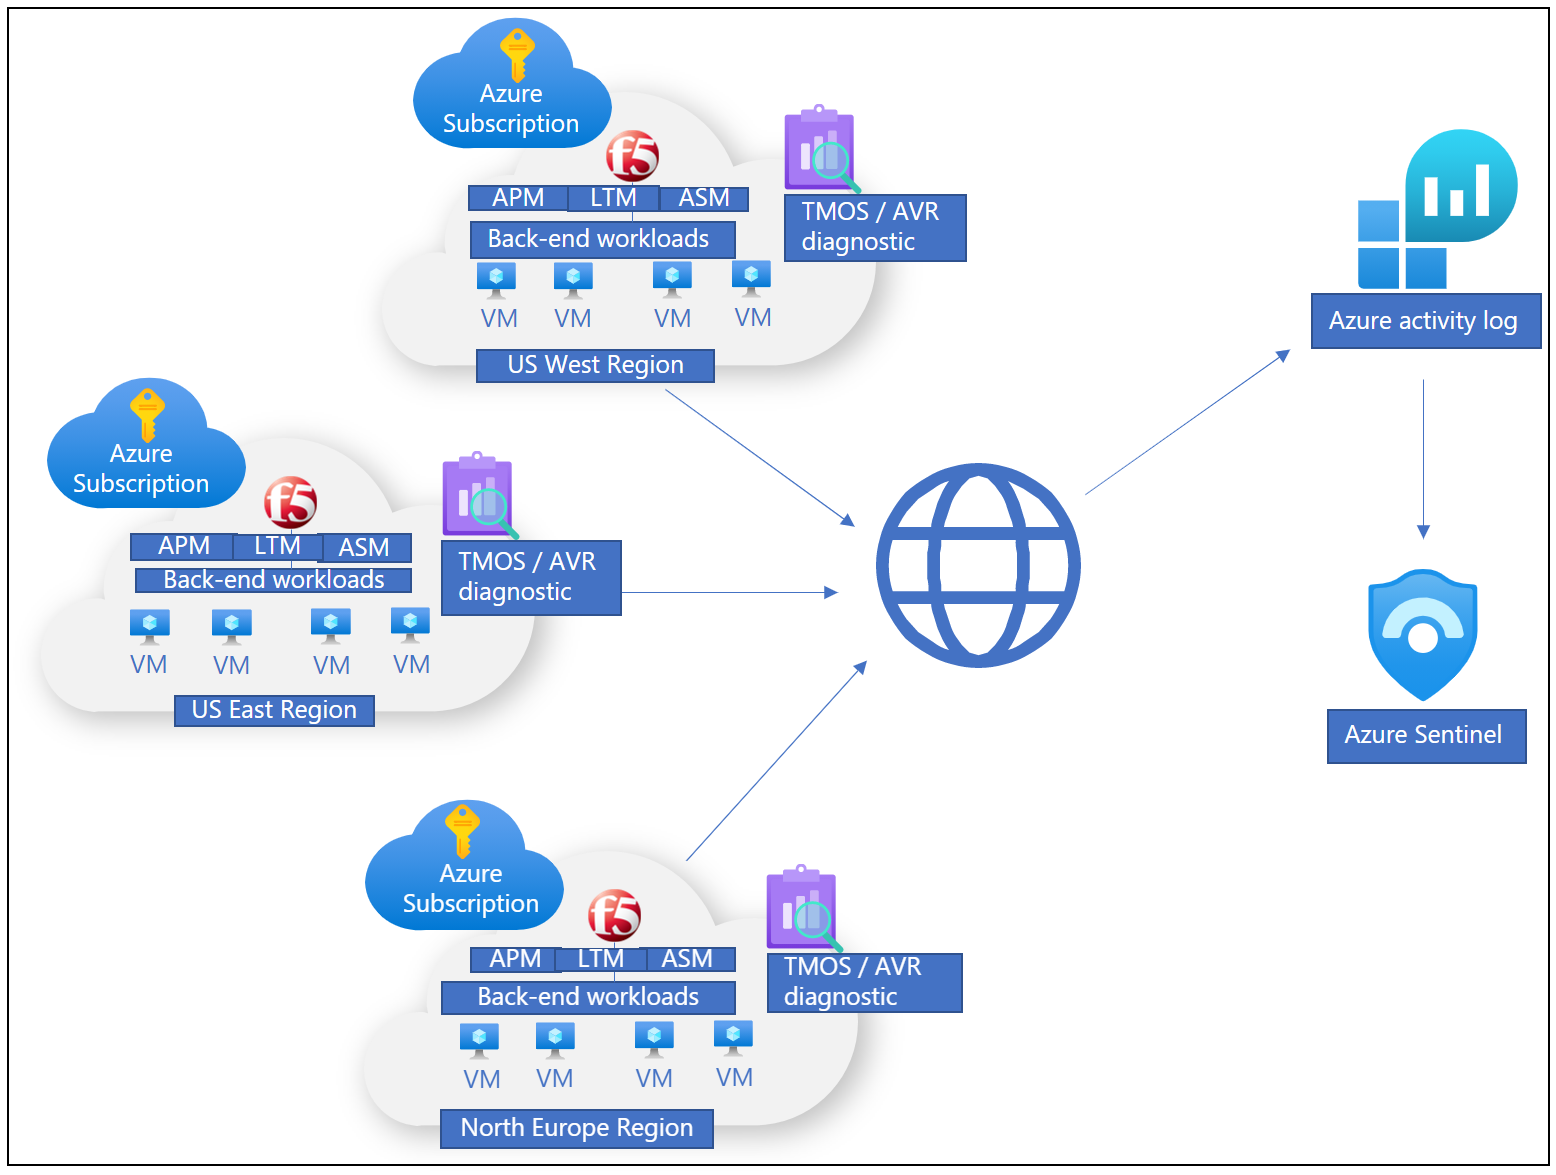 Azure
Subscription
f5
APM LTM ASM
Back-end workloads
VM VM VM VM
US West Region
TMOS / AVR
diagnostic
Azure activity log
Azure
Subscription
f5
APM LTM ASM
Back-end workloads
VM VM VM VM
US East Region
TMOS / AVR
diagnostic
Azure Sentinel
Azure
Subscription
f5
APM LTM ASM
Back-end workloads
VM VM VM VM
North Europe Region
TMOS / AVR
diagnostic